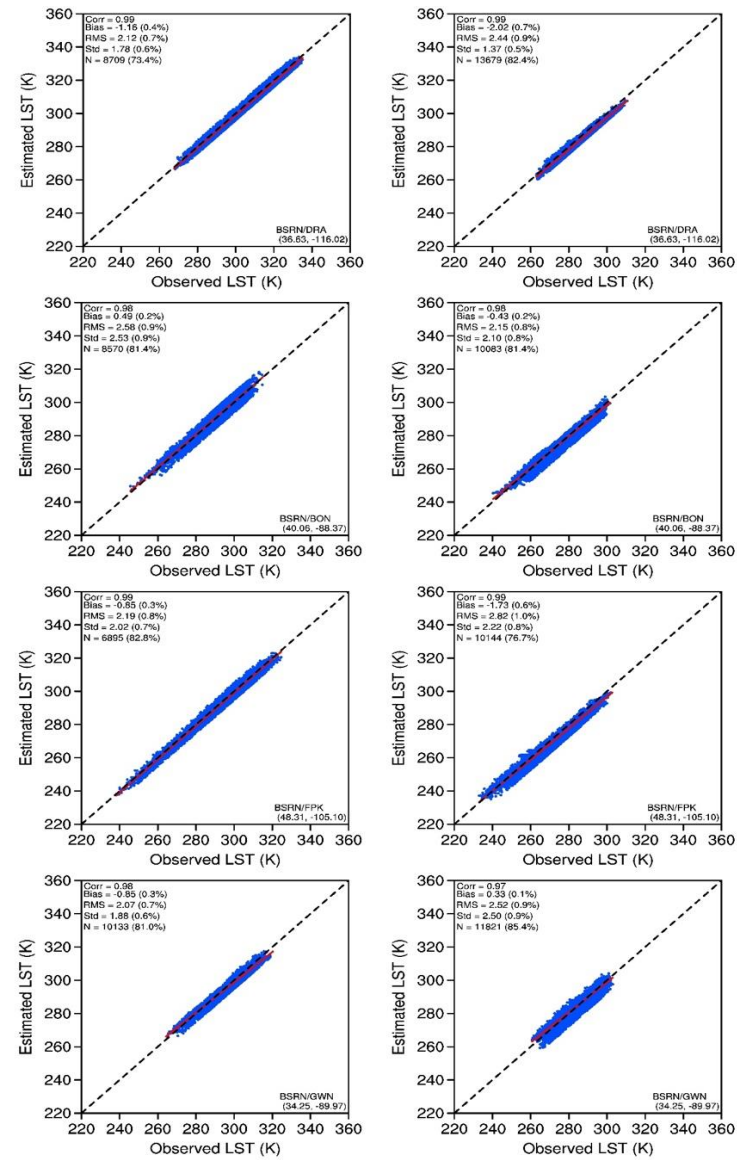 360
340
320
300
280
260
240
220
Estimated LST (K)
Corr = 0.99
Bias = -1.16 (0.4%)
RMS = 2.12 (0.7%)
Std = 1.78 (0.6%)
N = 8709 (73.4%)
BSRN/DRA
(36.63, -116.02)
220 240 260 280 300 320 340 360
Observed LST (K)
360
340
320
300
280
260
240
220
Estimated LST (K)
Corr = 0.99
Bias = -2.02 (0.7%)
RMS = 2.44 (0.9%)
Std = 1.37 (0.5%)
N = 13679 (82.4%)
BSRN/DRA
(36.63, -116.02)
220 240 260 280 300 320 340 360
Observed LST (K)
360
340
320
300
280
260
240
220
Estimated LST (K)
Corr = 0.98
Bias = 0.49 (0.2%)
RMS = 2.58 (0.9%)
Std = 2.53 (0.9%)
N = 8570 (81.4%)
BSRN/BON
(40.06, -88.37)
220 240 260 280 300 320 340 360
Observed LST (K)
360
340
320
300
280
260
240
220
Estimated LST (K)
Corr = 0.98
Bias = -0.43 (0.2%)
RMS = 2.15 (0.8%)
Std = 2.10 (0.8%)
N = 10083 (81.4%)
BSRN/BON
(40.06, -88.37)
220 240 260 280 300 320 340 360
Observed LST (K)
360
340
320
300
280
260
240
220
Estimated LST (K)
Corr = 0.99
Bias = -0.85 (0.3%)
RMS = 2.19 (0.8%)
Std = 2.02 (0.7%)
N = 6895 (82.8%)
BSRN/FPK
(48.31, -105.10)
220 240 260 280 300 320 340 360
Observed LST (K)
360
340
320
300
280
260
240
220
Estimated LST (K)
Corr = 0.99
Bias = -1.73 (0.6%)
RMS = 2.82 (1.0%)
Std = 2.22 (0.8%)
N = 10144 (76.7%)
BSRN/FPK
(48.31, -105.10)
220 240 260 280 300 320 340 360
Observed LST (K)
360
340
320
300
280
260
240
220
Estimated LST (K)
Corr = 0.98
Bias = -0.85 (0.3%)
RMS = 2.07 (0.7%)
Std = 1.88 (0.6%)
N = 10133 (81.0%)
BSRN/GWN
(34.25, -89.97)
220 240 260 280 300 320 340 360
Observed LST (K)
360
340
320
300
280
260
240
220
Estimated LST (K)
Corr = 0.97
Bias = 0.33 (0.1%)
RMS = 2.52 (0.9%)
Std = 2.50 (0.9%)
N = 11821 (85.4%)
BSRN/GWN
(34.25, -89.97)
220 240 260 280 300 320 340 360
Observed LST (K)